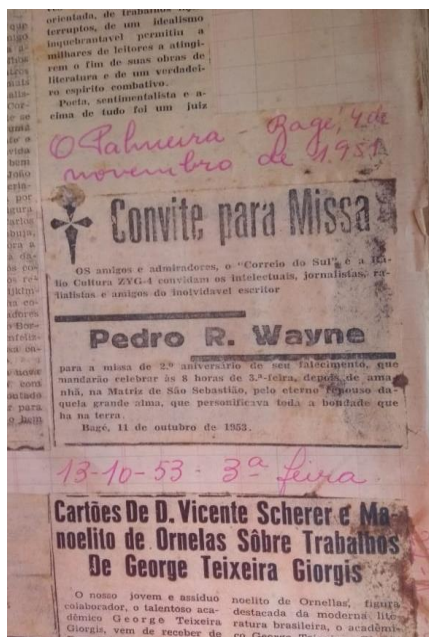 orientada, de trabalhos
terruptos, de um idealismo
inquebrantavel permitiu a
milhares de leitores a atingi-
rem o fim de suas obras de
literatura e de um verdadei-
ro espirito combativo.
Poeta, sentimentalista e a-
cima de tudo foi um juiz
O Palmeira - Bagé, 4 de
novembro de 1951
Convite para Missa
OS amigos e admiradores, o "Correio do Sul" e a Rá-
dio Cultura ZYG-4 convidam os intelectuais, jornalistas, ra-
dialistas e amigos do inolvidavel escritor
Pedro R. Wayne
para a missa de 2.º aniversário de seu falecimento, que
mandarão celebrar às 8 horas de 3.ª-feira, depois de ama
nhã, na Matriz de São Sebastião, pelo eterno repouso da-
quela grande alma, que personificava toda a bondade que
ha na terra.
Bagé, 11 de outubro de 1953.
13-10-53 - 3ª feira
Cartões De D. Vicente Scherer e Ma
noelito de Ornelas Sôbre Trabalhos
De George Teixeira Giorgis
O nosso jovem e assíduo
colaborador, o talentoso aca-
dêmico George Teixeira
Giorgis, vem de receber de
noelito de Ornellas, figura
destacada da moderna lite-
ratura brasileira, o acadêmi-